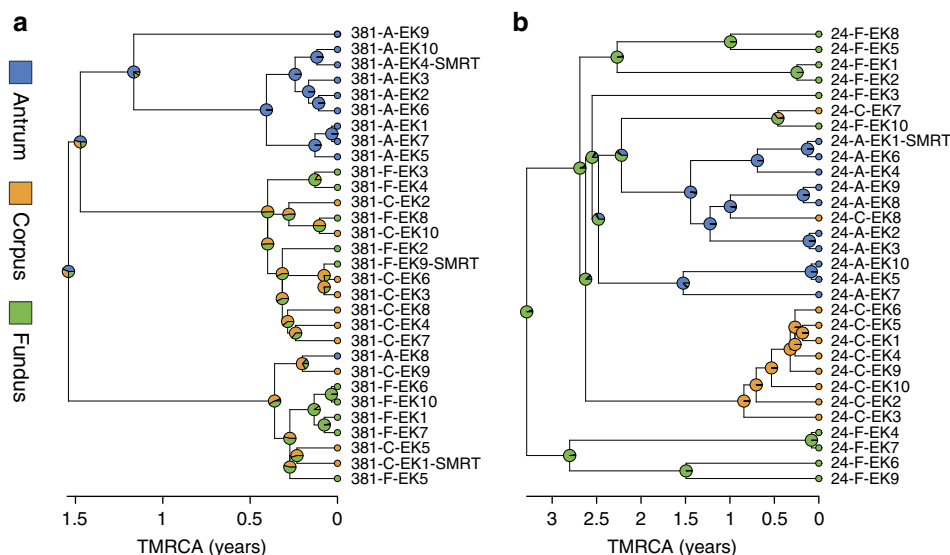 a
Antrum
Corpus
Fundus
381-A-EK9
381-A-EK10
381-A-EK4-SMRT
381-A-EK3
381-A-EK2
381-A-EK6
381-A-EK1
381-A-EK7
381-A-EK5
381-F-EK3
381-F-EK4
381-C-EK2
381-F-EK8
381-C-EK10
381-F-EK2
381-F-EK9-SMRT
381-C-EK6
381-C-EK3
381-C-EK8
381-C-EK4
381-C-EK7
381-A-EK8
381-C-EK9
381-F-EK6
381-F-EK10
381-F-EK1
381-F-EK7
381-C-EK5
381-C-EK1-SMRT
381-F-EK5
1.5 1 0.5 0
TMRCA (years)
b
24-F-EK8
24-F-EK5
24-F-EK1
24-F-EK2
24-F-EK3
24-C-EK7
24-F-EK10
24-A-EK1-SMRT
24-A-EK6
24-A-EK4
24-A-EK9
24-A-EK8
24-C-EK8
24-A-EK2
24-A-EK3
24-A-EK10
24-A-EK5
24-A-EK7
24-C-EK6
24-C-EK5
24-C-EK1
24-C-EK4
24-C-EK9
24-C-EK10
24-C-EK2
24-C-EK3
24-F-EK4
24-F-EK7
24-F-EK6
24-F-EK9
3 2.5 2 1.5 1 0.5 0
TMRCA (years)